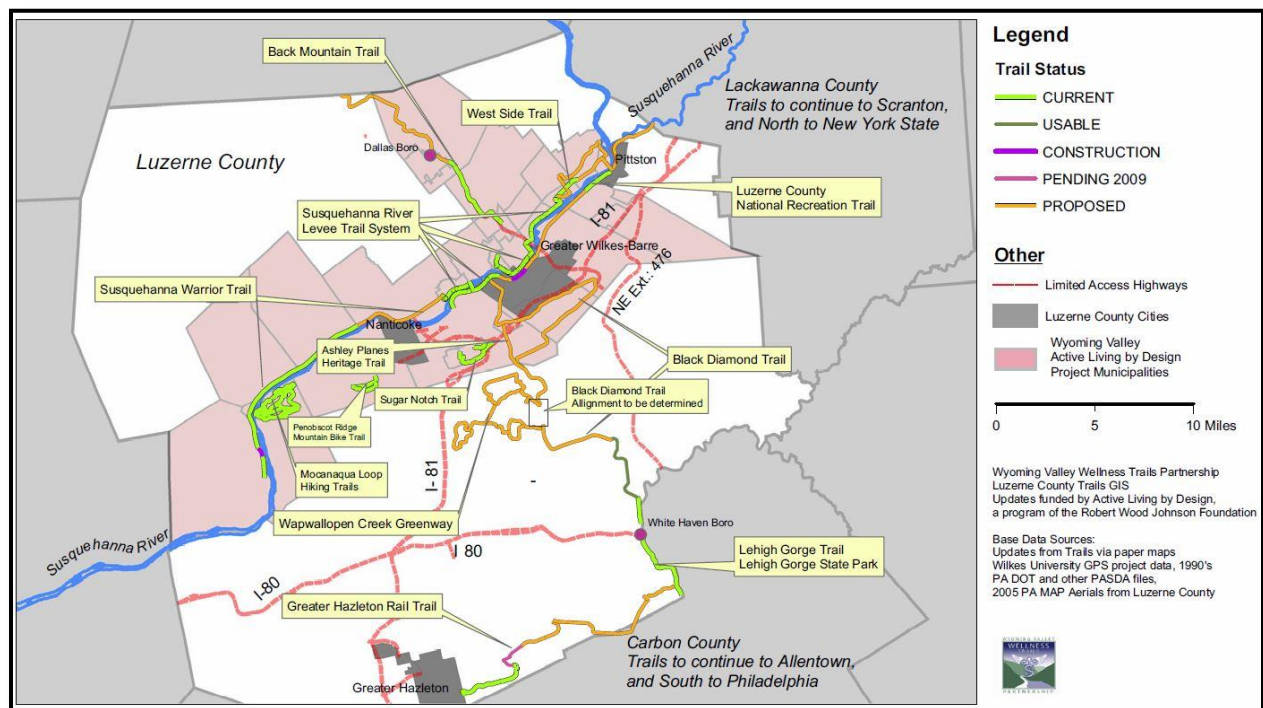 Back Mountain Trail
West Side Trail
Susquehanna River
Lackawanna County
Trails to continue to Scranton,
and North to New York State
Luzerne County
Dallas Boro
Pittston
Luzerne County
National Recreation Trail
Susquehanna River
Levee Trail System
I-81
Greater Wilkes-Barre
NE Ext.: 476
Susquehanna Warrior Trail
Nanticoke
Ashley Planes
Heritage Trail
Black Diamond Trail
Sugar Notch Trail
Black Diamond Trail
Allignment to be determined
Penobscot Ridge
Mountain Bike Trail
Mocanaqua Loop
Hiking Trails
I- 81
-
Wapwallopen Creek Greenway
White Haven Boro
Susquehanna River
I 80
Lehigh Gorge Trail
Lehigh Gorge State Park
I-80
Greater Hazleton Rail Trail
Carbon County
Trails to continue to Allentown,
and South to Philadelphia
Greater Hazleton
Legend
Trail Status
CURRENT
USABLE
CONSTRUCTION
PENDING 2009
PROPOSED
Other
Limited Access Highways
Luzerne County Cities
Wyoming Valley
Active Living by Design
Project Municipalities
0 5 10 Miles
Wyoming Valley Wellness Trails Partnership
Luzerne County Trails GIS
Updates funded by Active Living by Design,
a program of the Robert Wood Johnson Foundation
Base Data Sources:
Updates from Trails via paper maps
Wilkes University GPS project data, 1990's
PA DOT and other PASDA files,
2005 PA MAP Aerials from Luzerne County
WYOMING VALLEY
WELLNESS
PARTNERSHIP